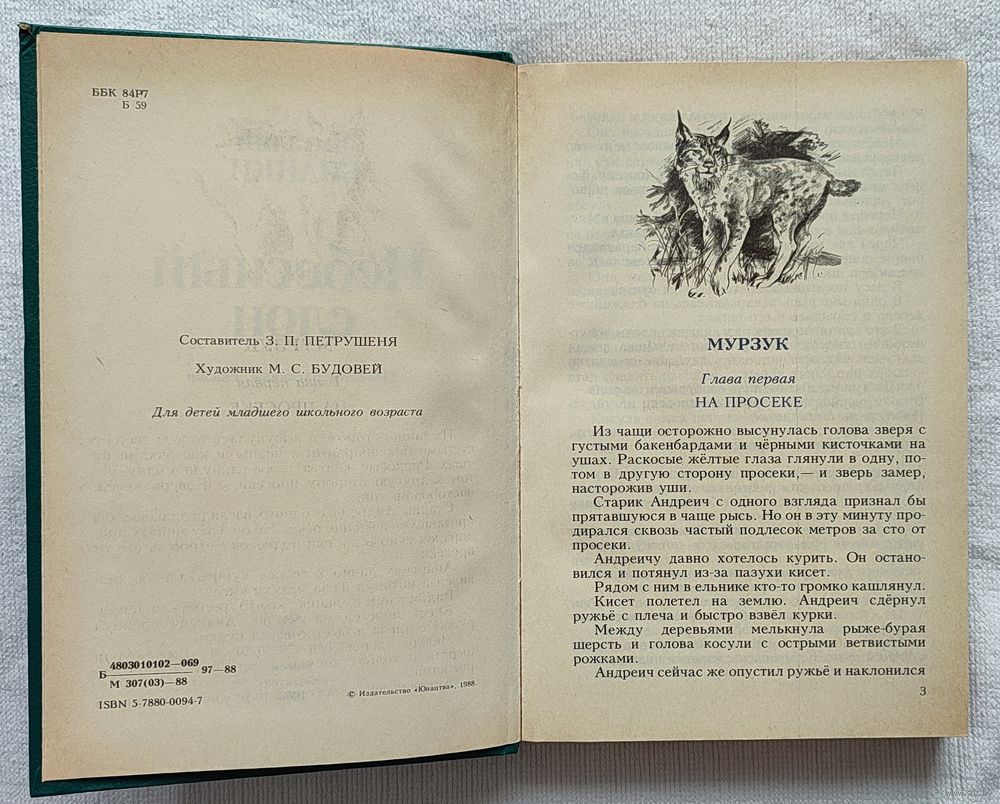 ББК 84Р7
Б 59
Составитель З. П. ПЕТРУШЕНЯ
Художник М. С. БУДОВЕЙ
Для детей младшего школьного возраста
Б 4803010102—069 97—88
М 307(03)—88
ISBN 5-7880-0094-7
© Издательство «Юнацтва», 1988.
МУРЗУК
Глава первая
НА ПРОСЕКЕ
Из чащи осторожно высунулась голова зверя с
густыми бакенбардами и чёрными кисточками на
ушах. Раскосые жёлтые глаза глянули в одну, по-
том в другую сторону просеки,— и зверь замер,
насторожив уши.
Старик Андреич с одного взгляда признал бы
прятавшуюся в чаще рысь. Но он в эту минуту про-
дирался сквозь частый подлесок метров за сто от
просеки.
Андреичу давно хотелось курить. Он остано-
вился и потянул из-за пазухи кисет.
Рядом с ним в ельнике кто-то громко кашлянул.
Кисет полетел на землю. Андреич сдёрнул
ружьё с плеча и быстро взвёл курки.
Между деревьями мелькнула рыже-бурая
шерсть и голова косули с острыми ветвистыми
рожками.
Андреич сейчас же опустил ружьё и наклонился
3